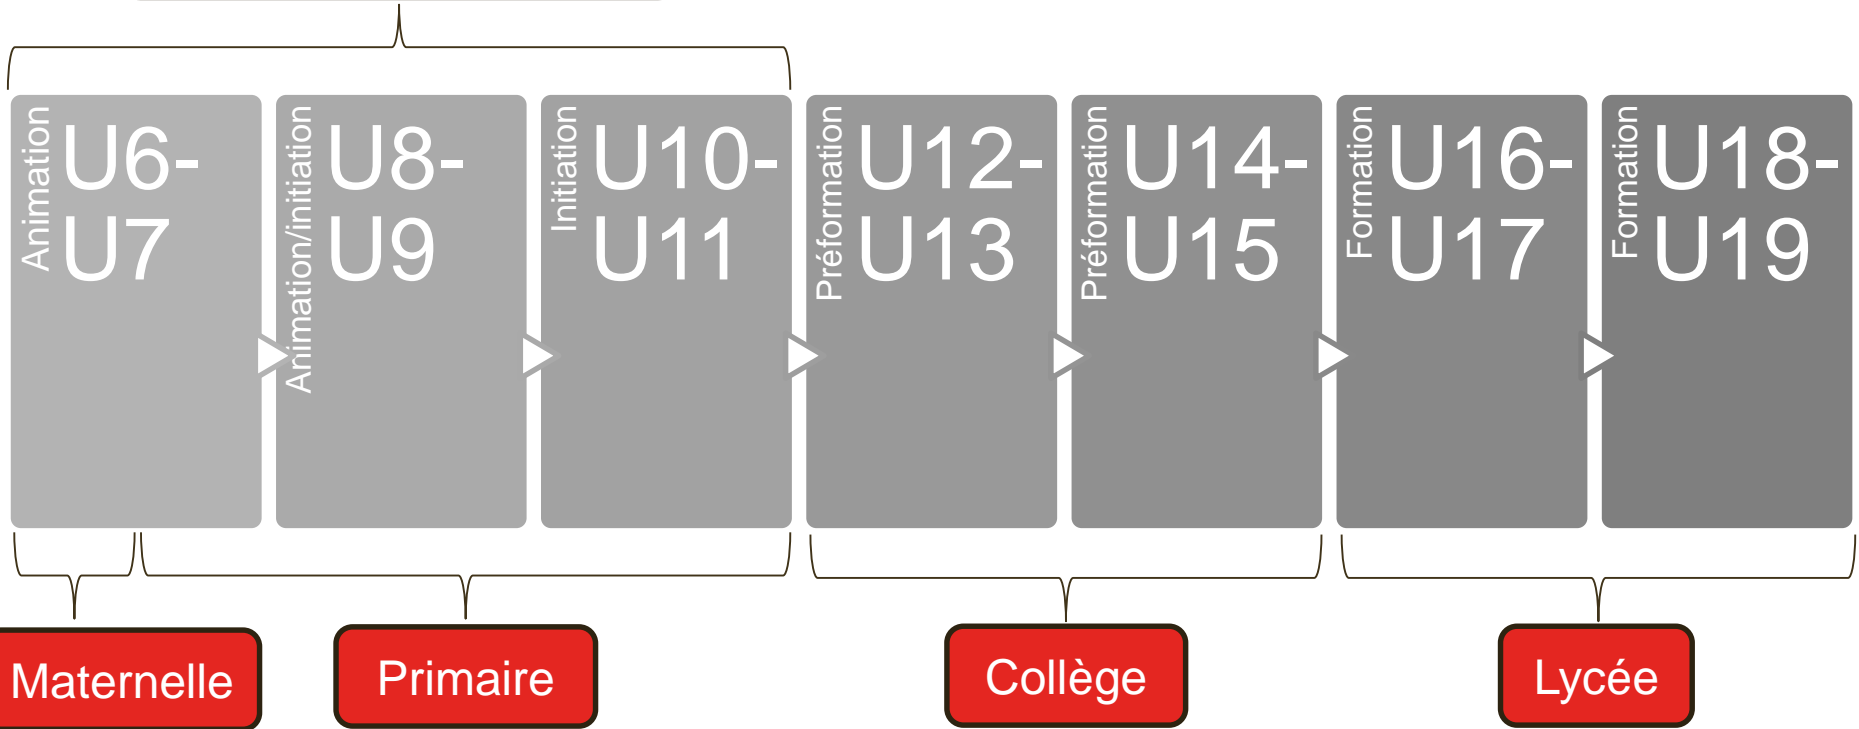 Animation
U6-
U7
Animation/initiation
U8-
U9
Initiation
U10-
U11
Préformation
U12-
U13
Préformation
U14-
U15
Formation
U16-
U17
Formation
U18-
U19
Maternelle
Primaire
Collège
Lycée